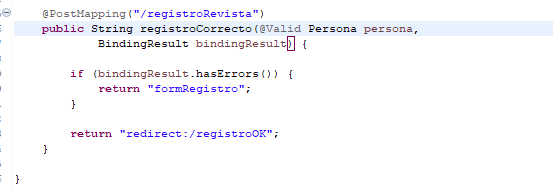 @PostMapping("/registroRevista")
public String registroCorrecto(@Valid Persona persona,
BindingResult bindingResult) {
if (bindingResult.hasErrors()) {
return "formRegistro";
}
return "redirect:/registroOK";
}
}